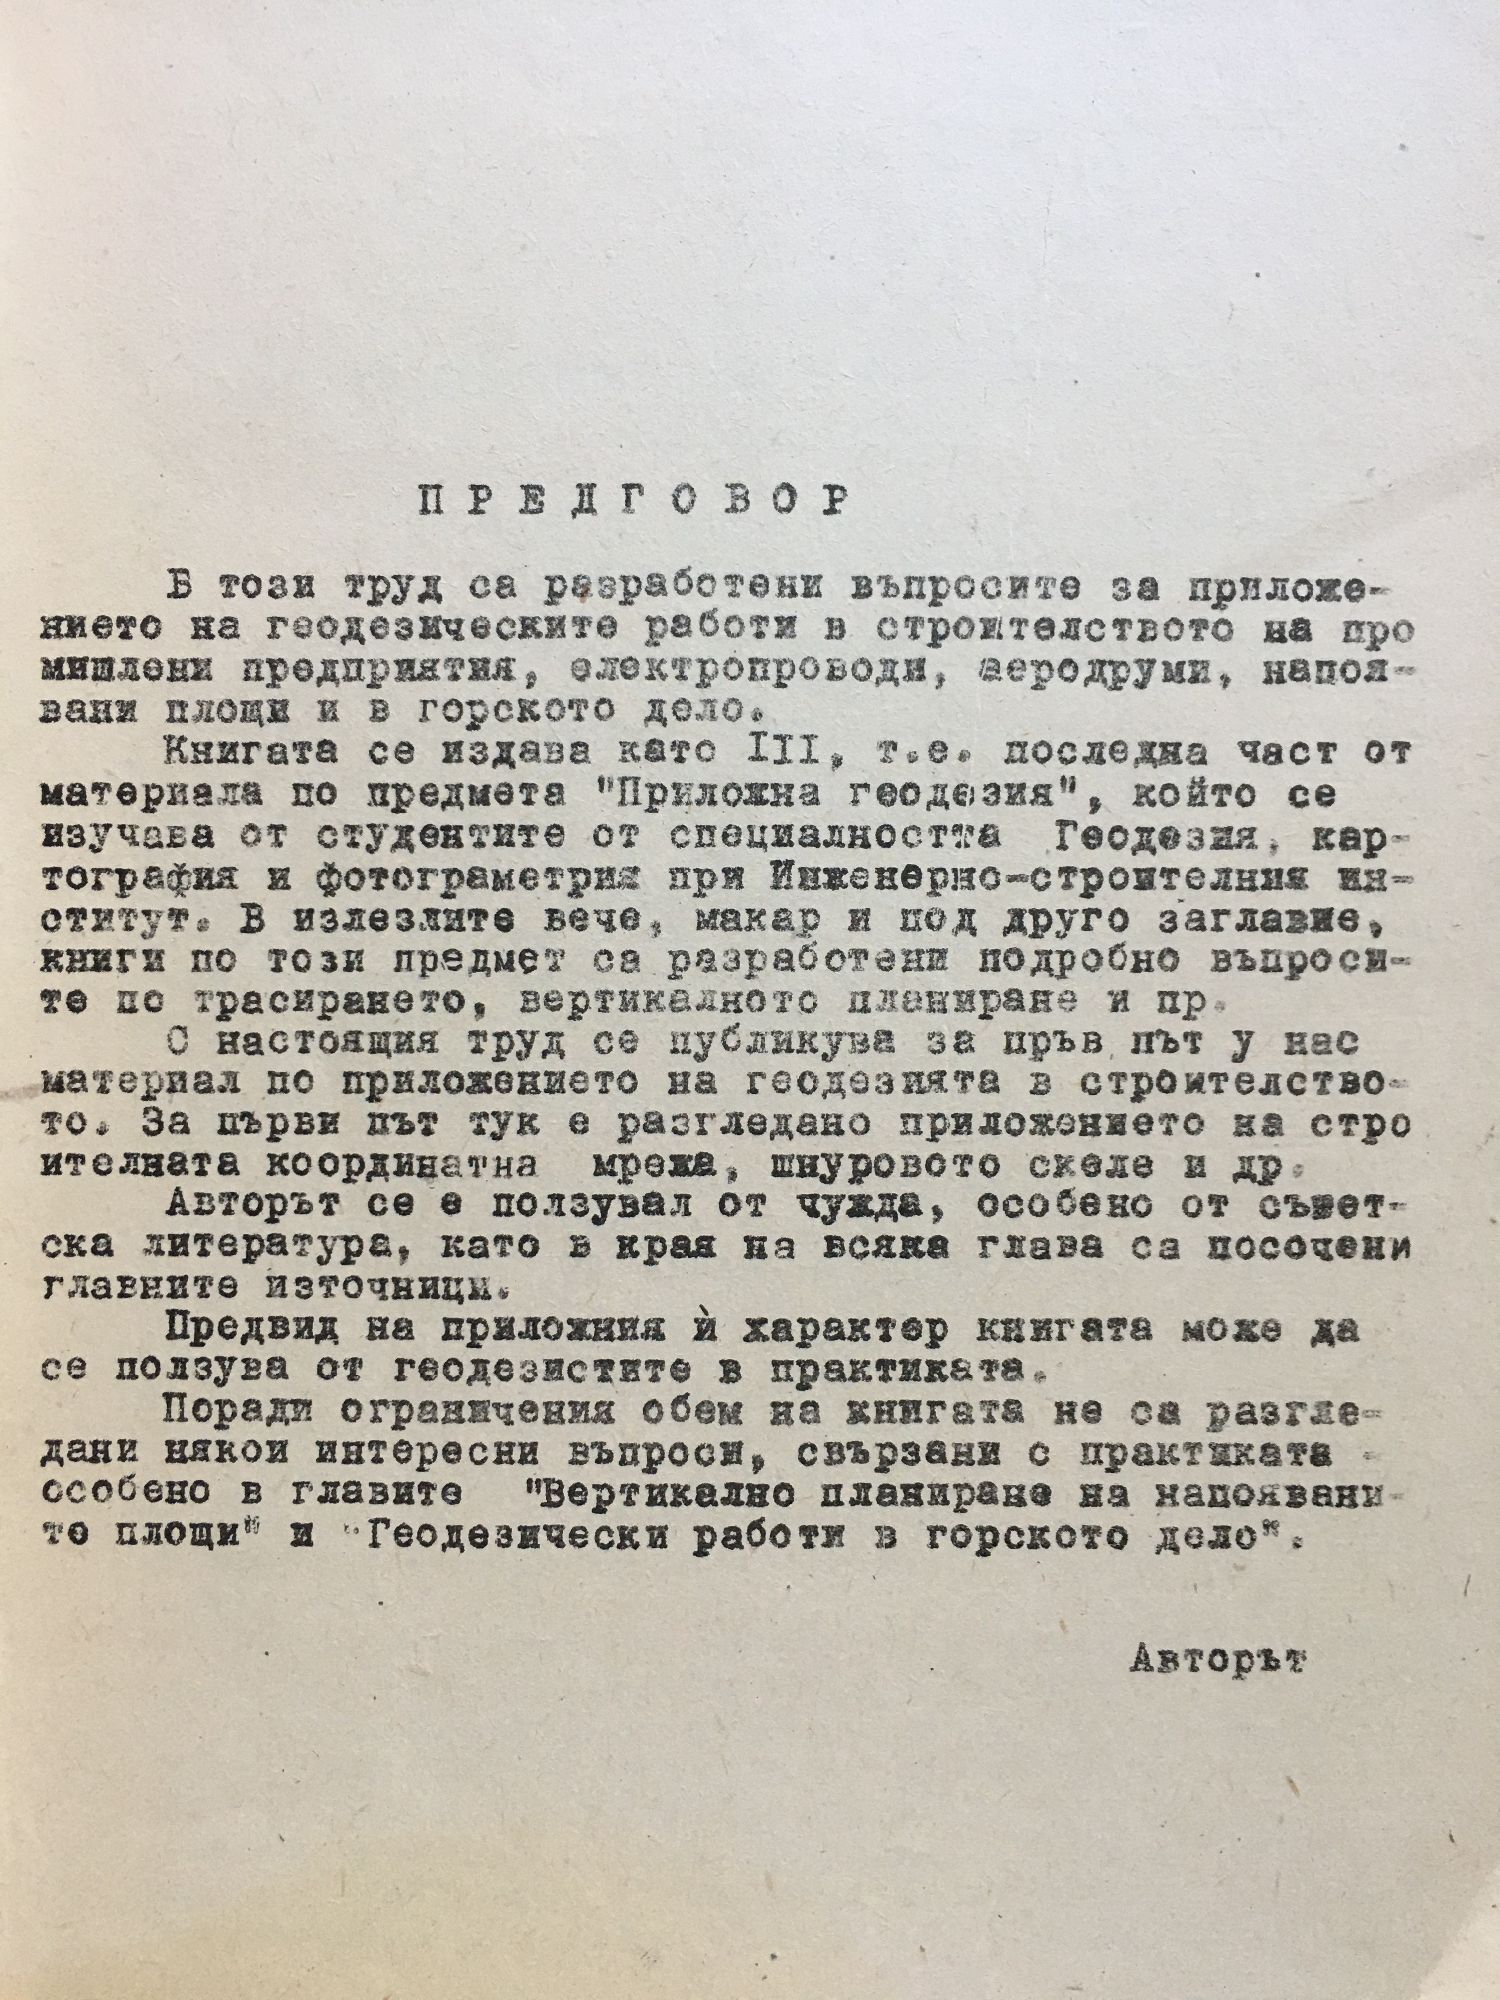 ПРЕДГОВОР
В този труд са разработени въпросите за приложе-
нието на геодезическите работи в строителството на про
мишлени предприятия, електропроводи, аеродруми, напоя-
вани площи и в горското дело.
Книгата се издава като III, т.е. последна част от
материала по предмета "Приложна геодезия", който се
изучава от студентите от специалността Геодезия, кар-
тография и фотограметрия при Инженерно-строителния ин-
ститут. В излезлите вече, макар и под друго заглавие,
книги по този предмет са разработени подробно въпроси-
те по трасирането, вертикалното планиране и пр.
С настоящия труд се публикува за пръв път у нас
материал по приложението на геодезията в строителство-
то. За първи път тук е разгледано приложението на стро
ителната координатна мрежа, шнуровото скеле и др.
Авторът се е ползувал от чужда, особено от съвет-
ска литература, като в края на всяка глава са посочени
главните източници.
Предвид на приложния ѝ характер книгата може да
се ползува от геодезистите в практиката.
Поради ограничения обем на книгата не са разгле-
дани някои интересни въпроси, свързани с практиката -
особено в главите "Вертикално планиране на напоявани-
те площи" и "Геодезически работи в горското дело".
Авторът